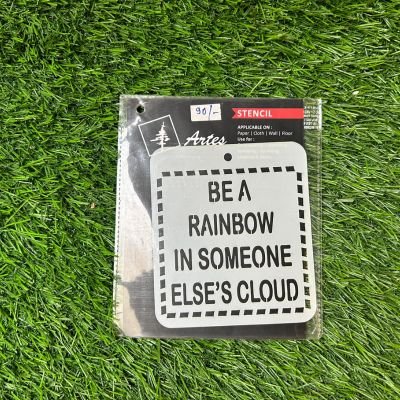 90/-
STENCIL
APPLICABLE ON :
Paper | Cloth | Wall | Floor
Use for :
Artes
BE A
RAINBOW
IN SOMEONE
ELSE'S CLOUD